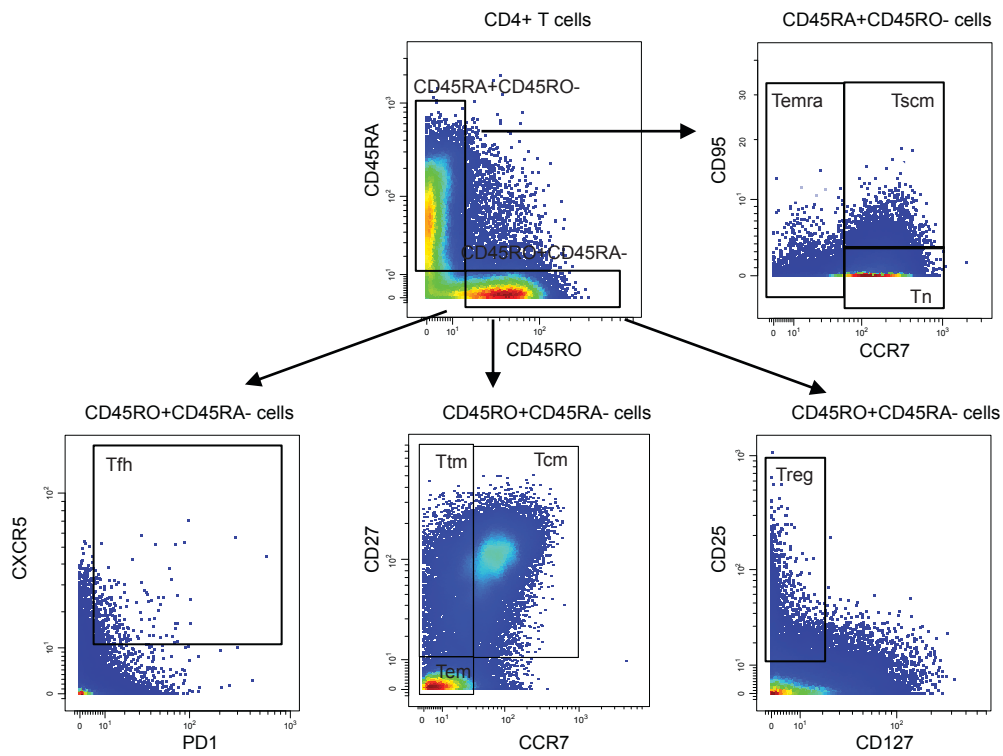 CD4+ T cells
CD45RA+CD45RO- cells
CD45RA+CD45RO-
CD45RO+CD45RA-
CD45RA
10³
10²
10¹
0
0
10¹
10²
CD45RO
Temra
Tscm
Tn
CD95
30
20
10
0
0
10¹
10²
10³
CCR7
CD45RO+CD45RA- cells
CD45RO+CD45RA- cells
CD45RO+CD45RA- cells
Tfh
CXCR5
10²
10¹
0
0
10¹
10²
10³
PD1
Ttm
Tcm
Tem
CD27
10²
10¹
0
0
10¹
10²
10³
CCR7
Treg
CD25
10³
10²
10¹
0
0
10¹
10²
CD127